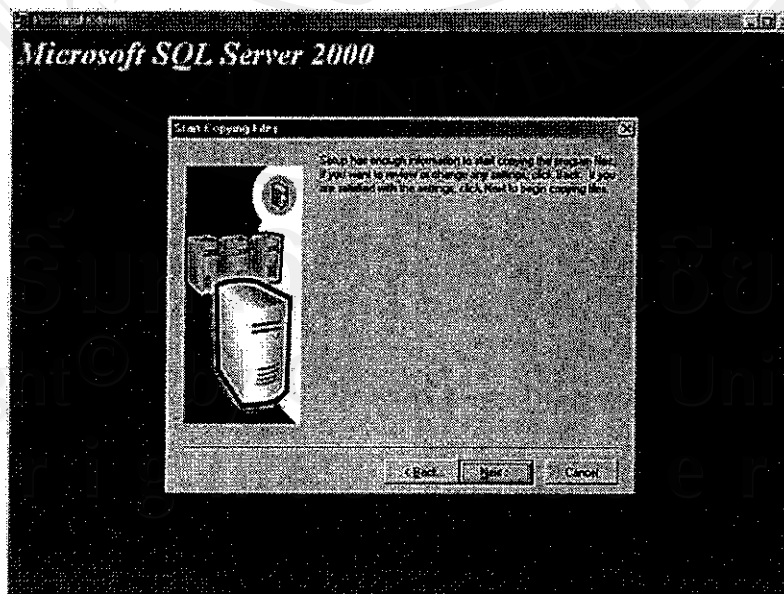 Personal Edition
Microsoft SQL Server 2000
Start Copying Files
Setup has enough information to start copying the program files.
If you want to review or change any settings, click Back. If you
are satisfied with the settings, click Next to begin copying files.
< Back
Next >
Cancel